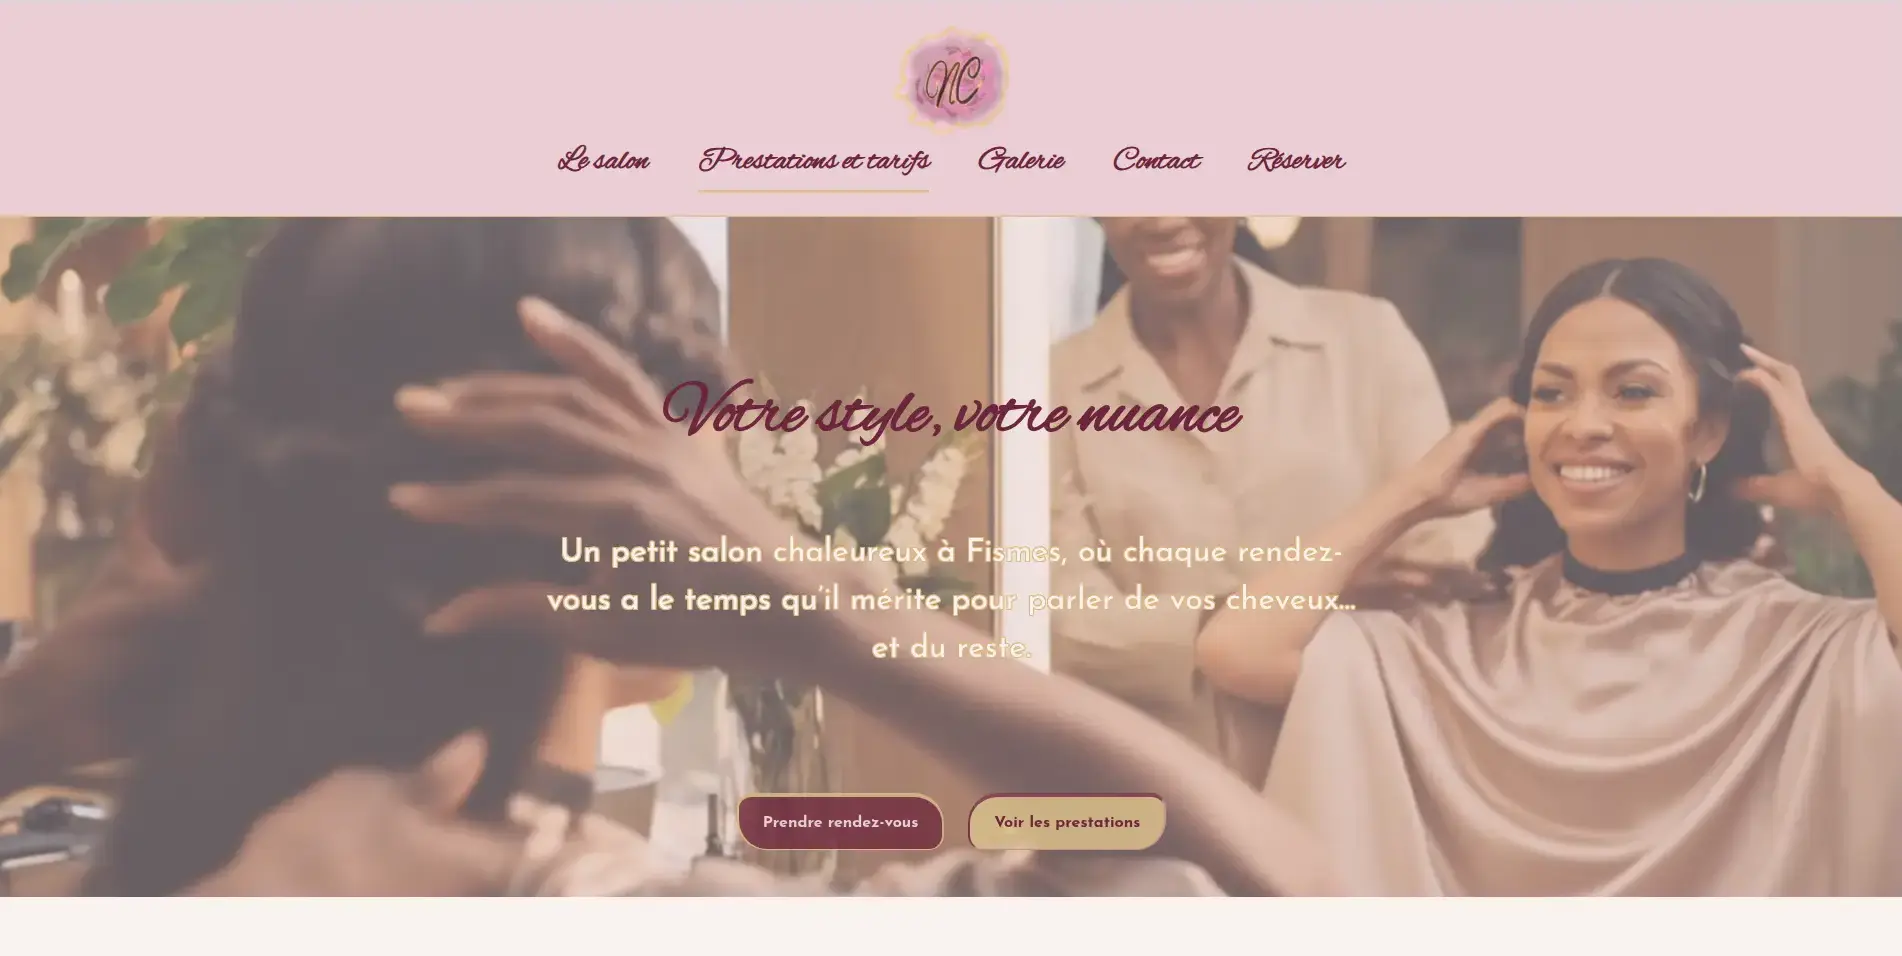 NC
Le salon
Prestations et tarifs
Galerie
Contact
Réserver
Votre style, votre nuance
Un petit salon chaleureux à Fismes, où chaque rendez-
vous a le temps qu'il mérite pour parler de vos cheveux...
et du reste.
Prendre rendez-vous
Voir les prestations